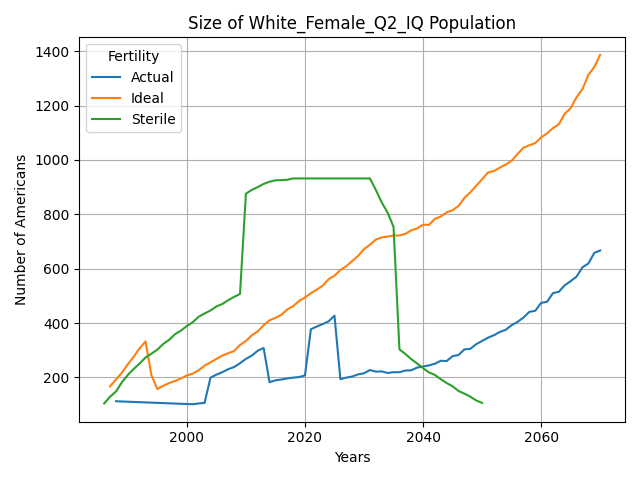 Size of White_Female_Q2_IQ Population
Fertility
Actual
Ideal
Sterile
Number of Americans
1400
1200
1000
800
600
400
200
2000
2020
2040
2060
Years